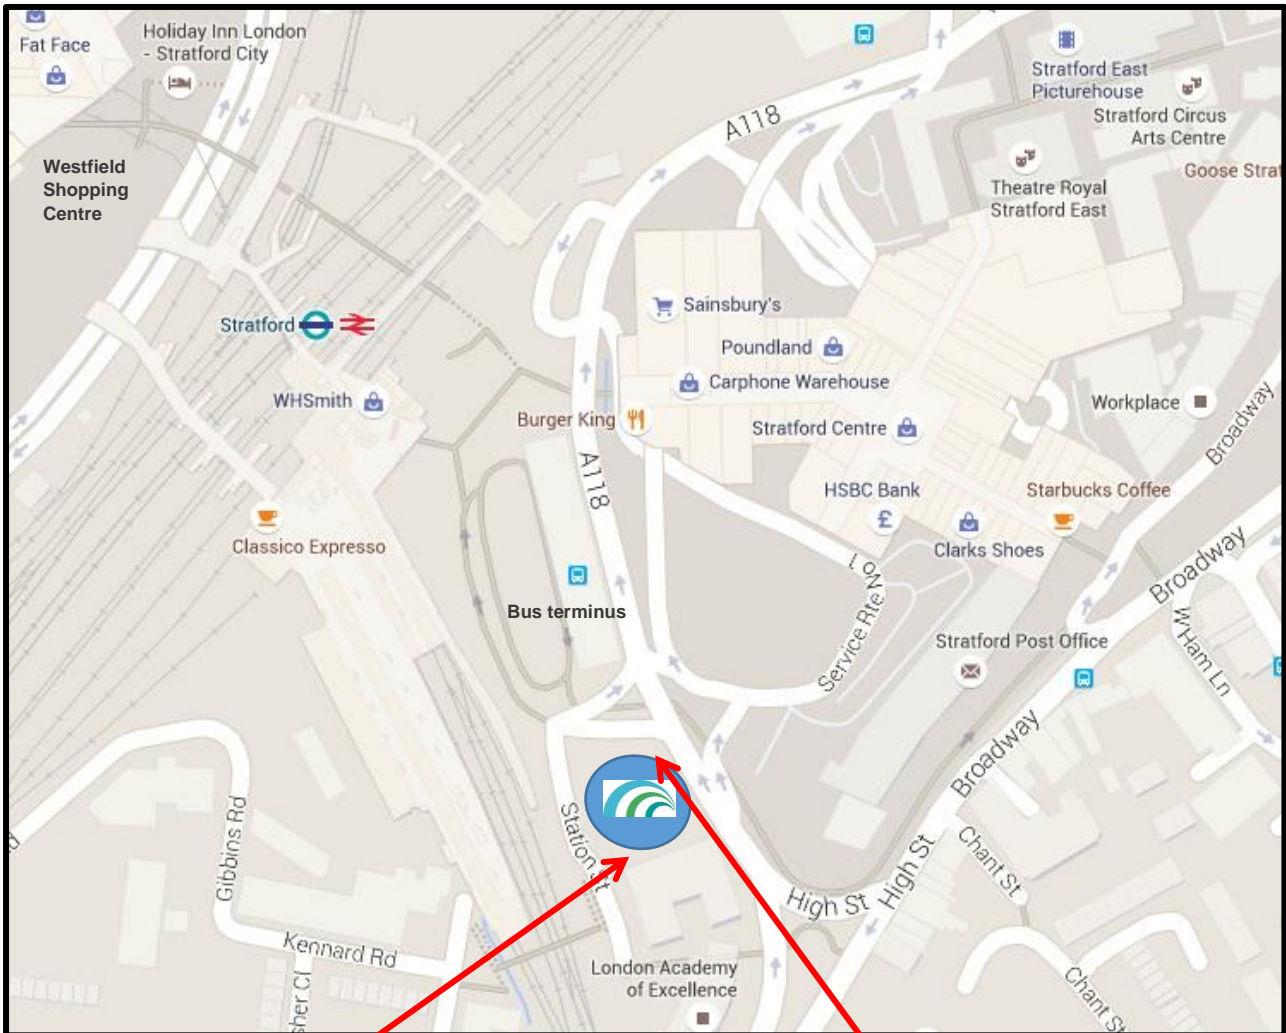 Fat Face
Holiday Inn London
- Stratford City
Westfield
Shopping
Centre
A118
Stratford East
Picturehouse
Stratford Circus
Arts Centre
Theatre Royal
Stratford East
Goose Strat
Stratford
WHSmith
Sainsbury's
Poundland
Carphone Warehouse
Burger King
Stratford Centre
Workplace
Broadway
A118
HSBC Bank
£
Starbucks Coffee
Clarks Shoes
Classico Expresso
Bus terminus
Service Rte No 1
Broadway
W Ham Ln
Stratford Post Office
Broadway
Gibbins Rd
Station St
High St
High St
Chant St
Kennard Rd
sher Cl
London Academy
of Excellence
Chant St